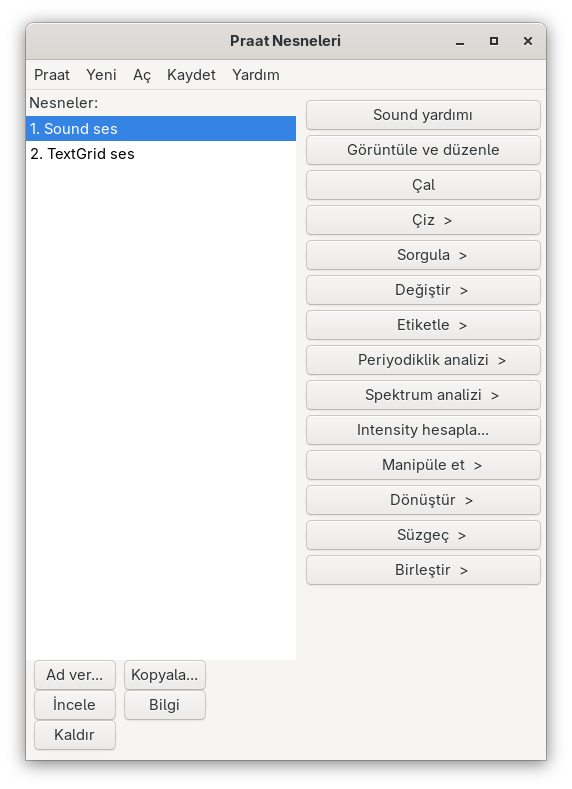 Praat Nesneleri
Praat Yeni Aç Kaydet Yardım
Nesneler:
1. Sound ses
2. TextGrid ses
Sound yardımı
Görüntüle ve düzenle
Çal
Çiz >
Sorgula >
Değiştir >
Etiketle >
Periyodiklik analizi >
Spektrum analizi >
Intensity hesapla...
Manipüle et >
Dönüştür >
Süzgeç >
Birleştir >
Ad ver... Kopyala...
İncele Bilgi
Kaldır